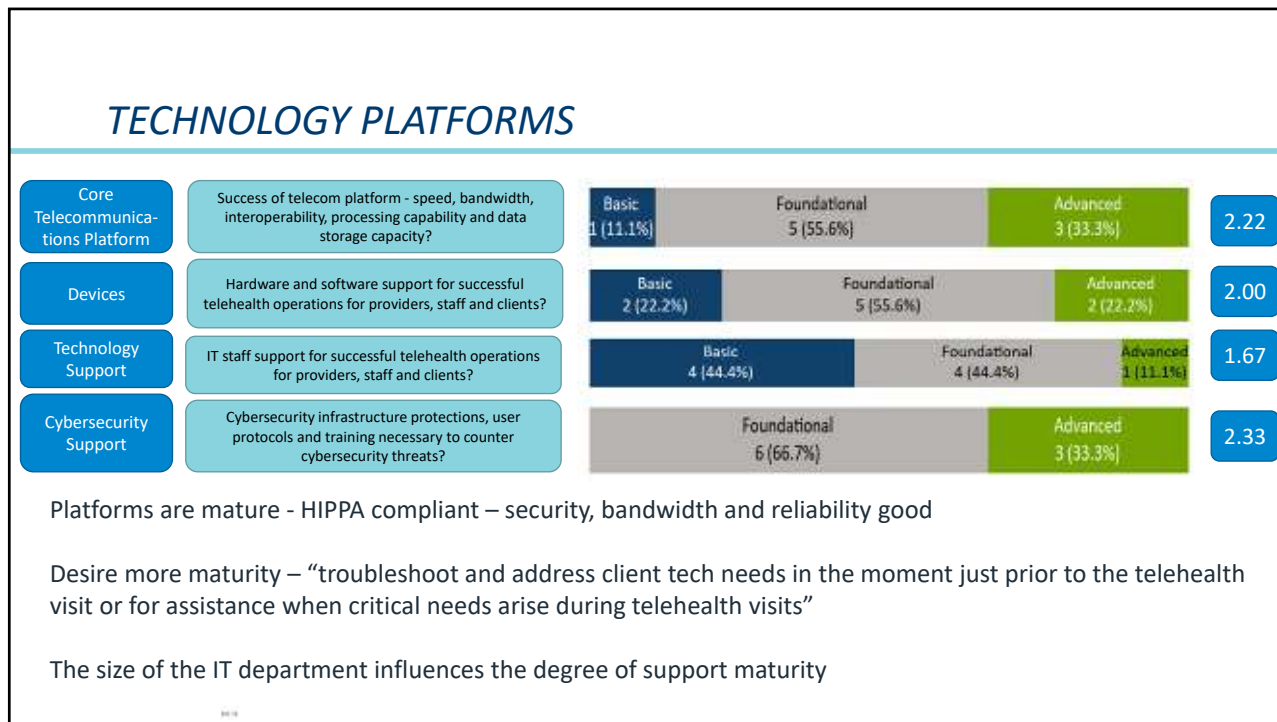 TECHNOLOGY PLATFORMS
Core
Telecommunica-
tions Platform
Success of telecom platform - speed, bandwidth,
interoperability, processing capability and data
storage capacity?
Basic
1 (11.1%)
Foundational
5 (55.6%)
Advanced
3 (33.3%)
2.22
Devices
Hardware and software support for successful
telehealth operations for providers, staff and clients?
Basic
2 (22.2%)
Foundational
5 (55.6%)
Advanced
2 (22.2%)
2.00
Technology
Support
IT staff support for successful telehealth operations
for providers, staff and clients?
Basic
4 (44.4%)
Foundational
4 (44.4%)
Advanced
1 (11.1%)
1.67
Cybersecurity
Support
Cybersecurity infrastructure protections, user
protocols and training necessary to counter
cybersecurity threats?
Foundational
6 (66.7%)
Advanced
3 (33.3%)
2.33
Platforms are mature - HIPPA compliant – security, bandwidth and reliability good
Desire more maturity – “troubleshoot and address client tech needs in the moment just prior to the telehealth
visit or for assistance when critical needs arise during telehealth visits”
The size of the IT department influences the degree of support maturity